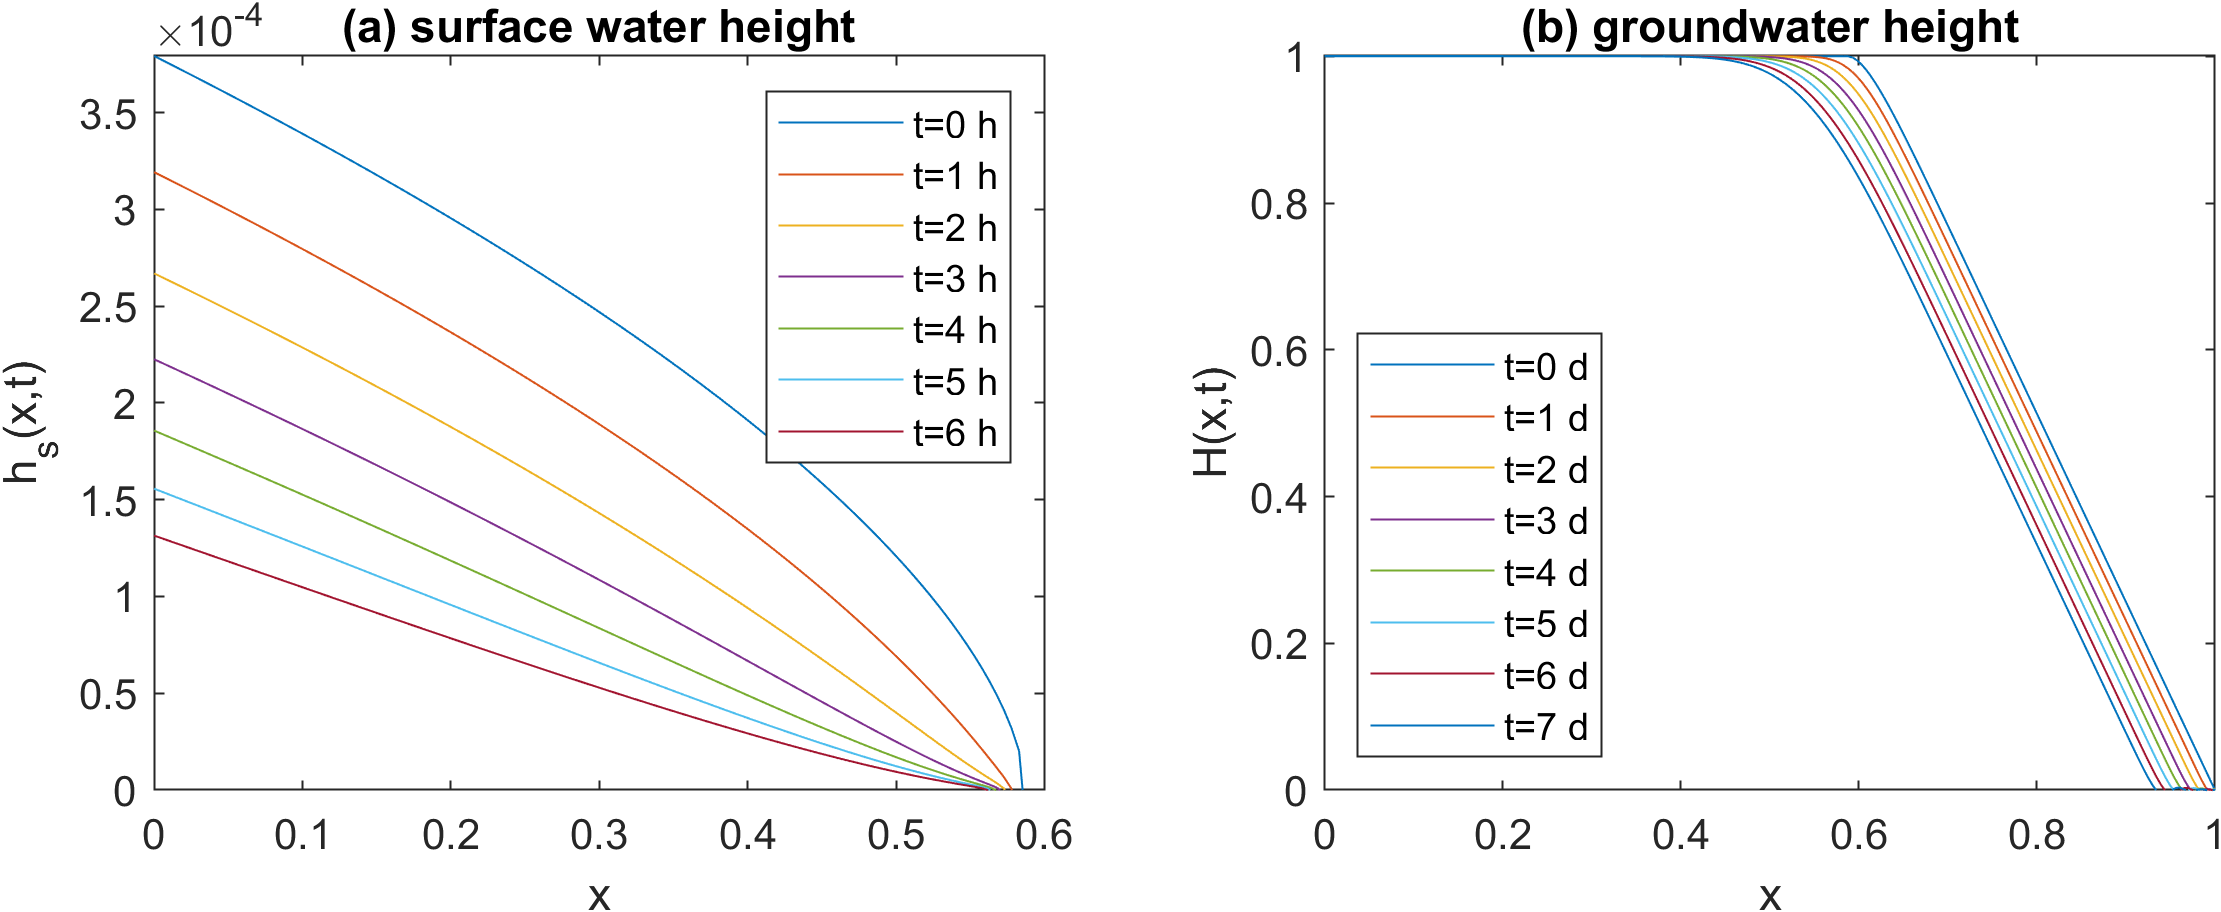 ×10-4
(a) surface water height
3.5
3
2.5
2
1.5
1
0.5
0
hs(x,t)
0 0.1 0.2 0.3 0.4 0.5 0.6
x
t=0 h
t=1 h
t=2 h
t=3 h
t=4 h
t=5 h
t=6 h
(b) groundwater height
1
0.8
0.6
0.4
0.2
0
H(x,t)
0 0.2 0.4 0.6 0.8 1
x
t=0 d
t=1 d
t=2 d
t=3 d
t=4 d
t=5 d
t=6 d
t=7 d